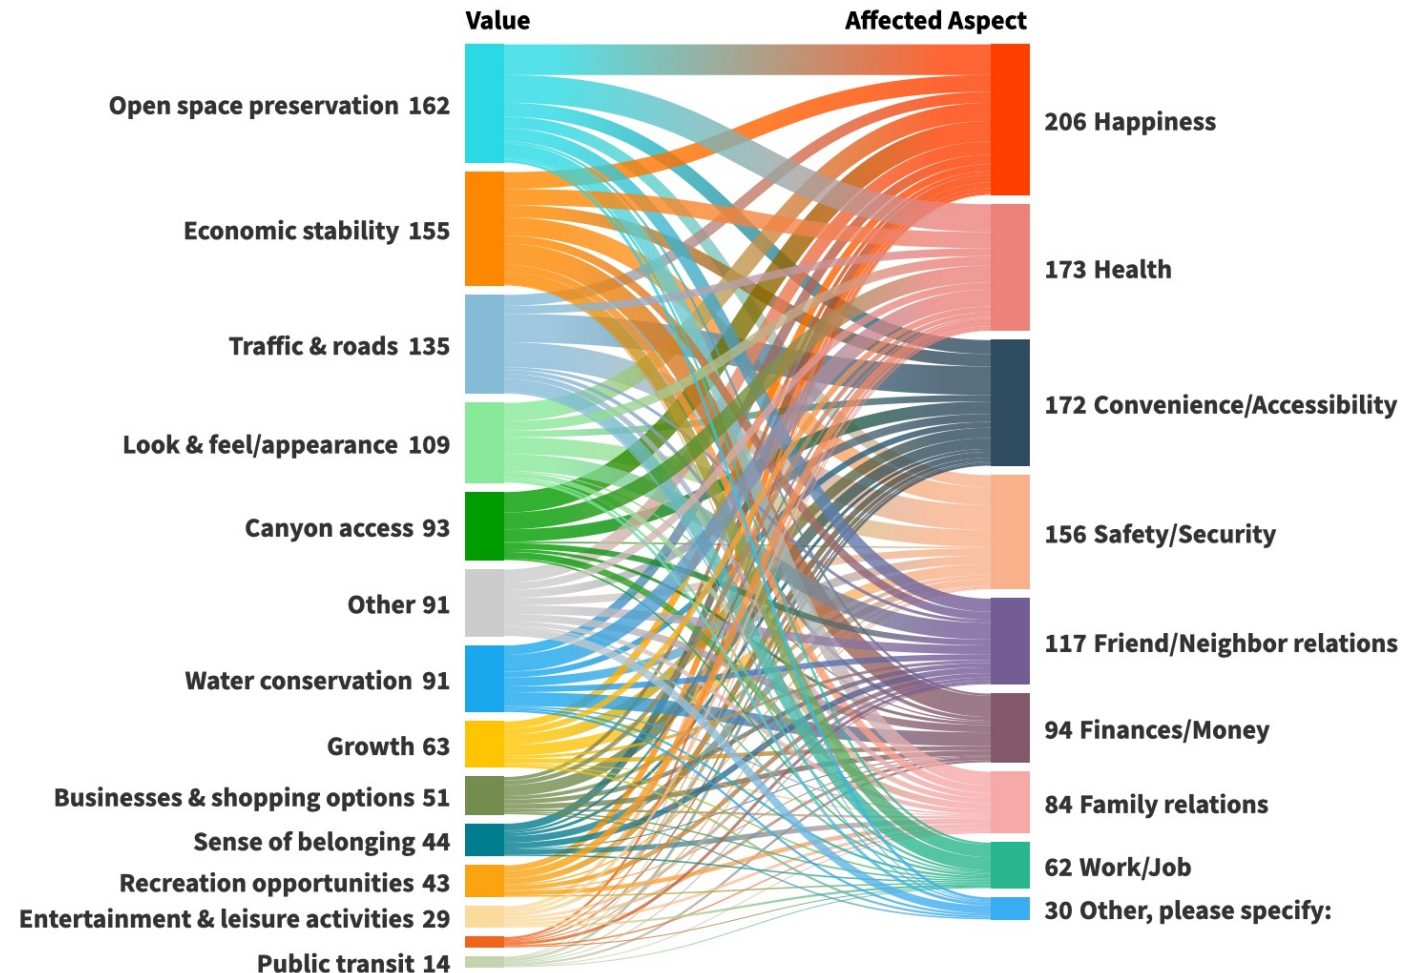 Value
Affected Aspect
Open space preservation 162
Economic stability 155
Traffic & roads 135
Look & feel/appearance 109
Canyon access 93
Other 91
Water conservation 91
Growth 63
Businesses & shopping options 51
Sense of belonging 44
Recreation opportunities 43
Entertainment & leisure activities 29
Public transit 14
206 Happiness
173 Health
172 Convenience/Accessibility
156 Safety/Security
117 Friend/Neighbor relations
94 Finances/Money
84 Family relations
62 Work/Job
30 Other, please specify: